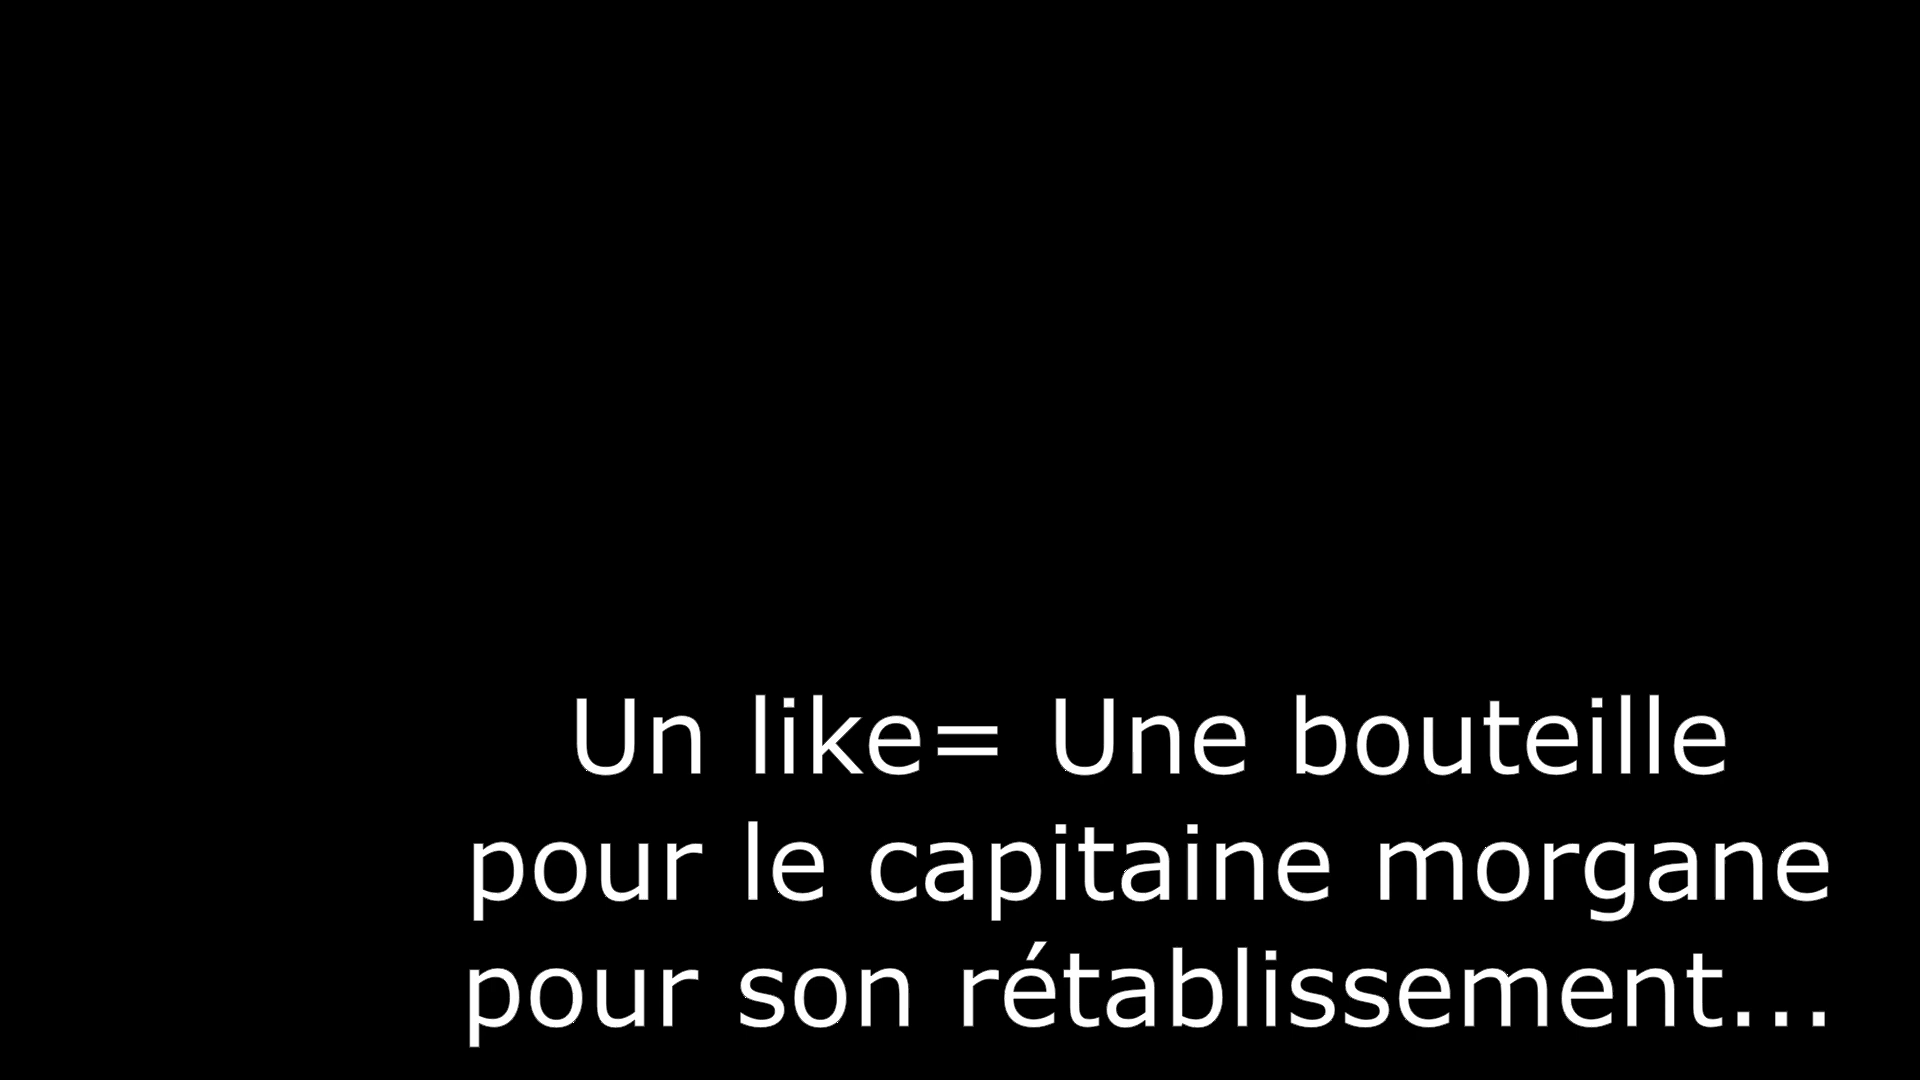 Un like= Une bouteille
pour le capitaine morgane
pour son rétablissement...